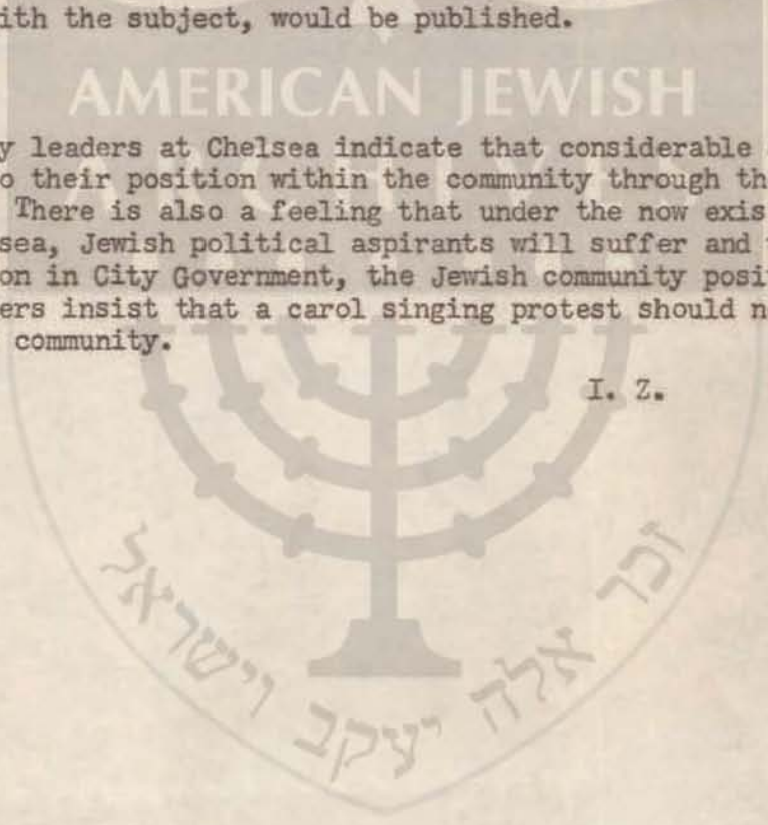 ith the subject, would be published.
AMERICAN JEWISH
y leaders at Chelsea indicate that considerable
o their position within the community through th
There is also a feeling that under the now exis
sea, Jewish political aspirants will suffer and
on in City Government, the Jewish community posi
ers insist that a carol singing protest should n
community.
I. Z.
זכר אלה יעקב וישראל